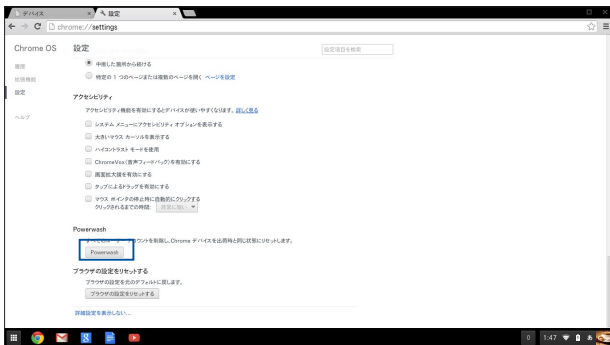 デバイス
設定
chrome://settings
Chrome OS
設定
設定項目を検索
履歴
拡張機能
設定
ヘルプ
中断した箇所から続ける
特定の 1 つのページまたは複数のページを開く ページを設定
アクセシビリティ
アクセシビリティ機能を有効にするとデバイスが使いやすくなります。 詳しく見る
システム メニューにアクセシビリティ オプションを表示する
大きいマウス カーソルを表示する
ハイコントラスト モードを使用
ChromeVox(音声フィードバック)を有効にする
画面拡大鏡を有効にする
タップによるドラッグを有効にする
マウス ポインタの停止時に自動的にクリックする
クリックされるまでの時間: 非常に短い
Powerwash
すべてのユーザー アカウントを削除し、Chrome デバイスを出荷時と同じ状態にリセットします。
Powerwash
ブラウザの設定をリセットする
ブラウザの設定を元のデフォルトに戻します。
ブラウザの設定をリセットする
詳細設定を表示しない...
8
0 1:47 あ